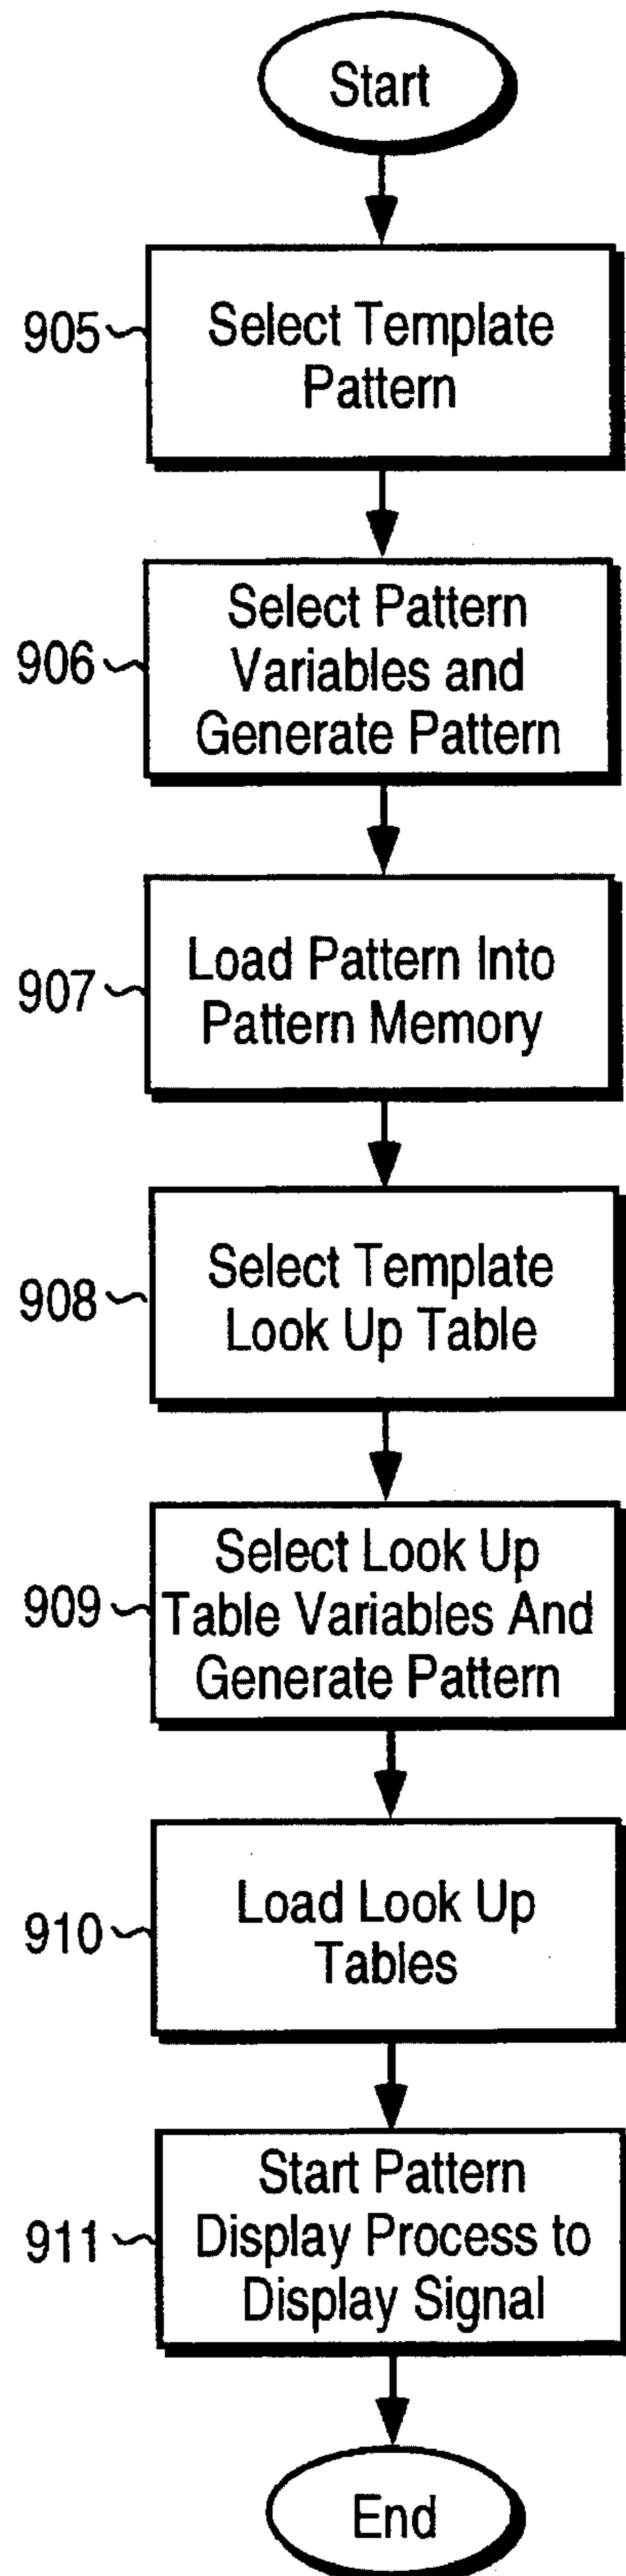 Start
905
Select Template
Pattern
906
Select Pattern
Variables and
Generate Pattern
907
Load Pattern Into
Pattern Memory
908
Select Template
Look Up Table
909
Select Look Up
Table Variables And
Generate Pattern
910
Load Look Up
Tables
911
Start Pattern
Display Process to
Display Signal
End